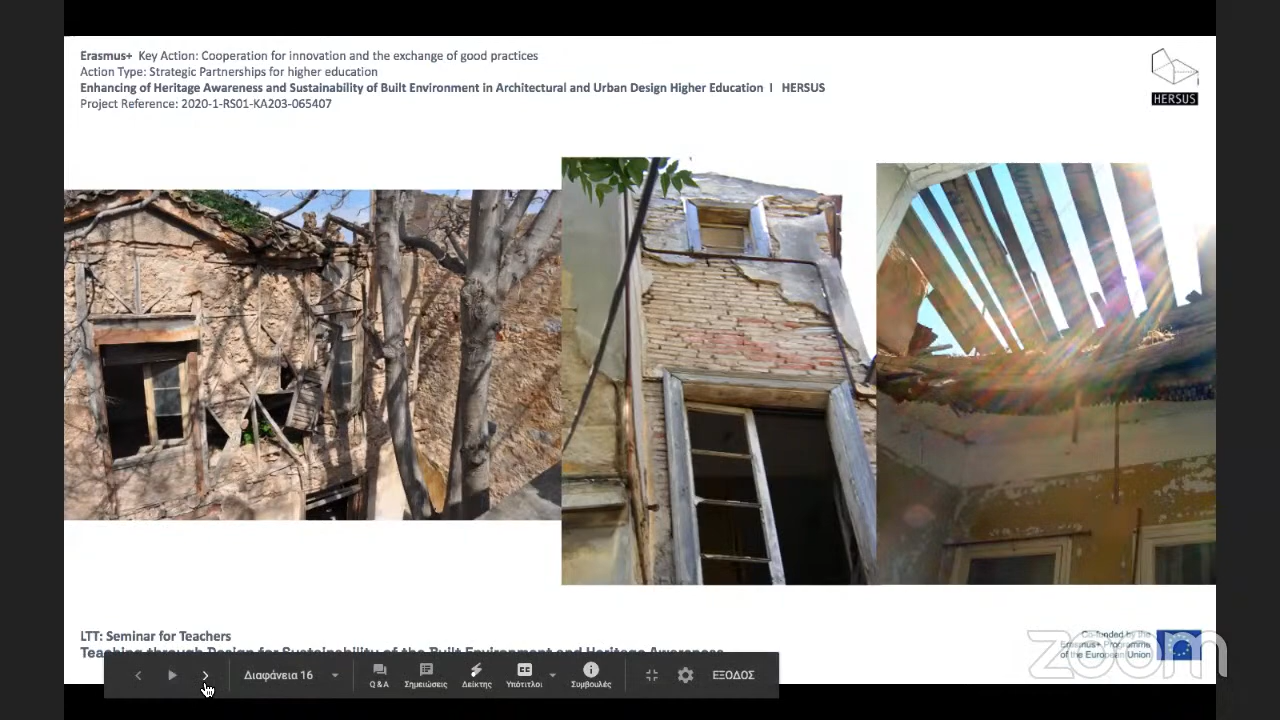 Erasmus+ Key Action: Cooperation for innovation and the exchange of good practices
Action Type: Strategic Partnerships for higher education
Enhancing of Heritage Awareness and Sustainability of Built Environment in Architectural and Urban Design Higher Education I HERSUS
Project Reference: 2020-1-RS01-KA203-065407
HERSUS
LTT: Seminar for Teachers
Teaching through Design for Sustainability of the Built Environment and Heritage Awareness
Co-funded by the
Erasmus+ Programme
of the European Union
zoom
Διαφάνεια 16
Q & A
Σημειώσεις
Δείκτης
CC
Υπότιτλοι
Συμβουλές
ΕΞΟΔΟΣ